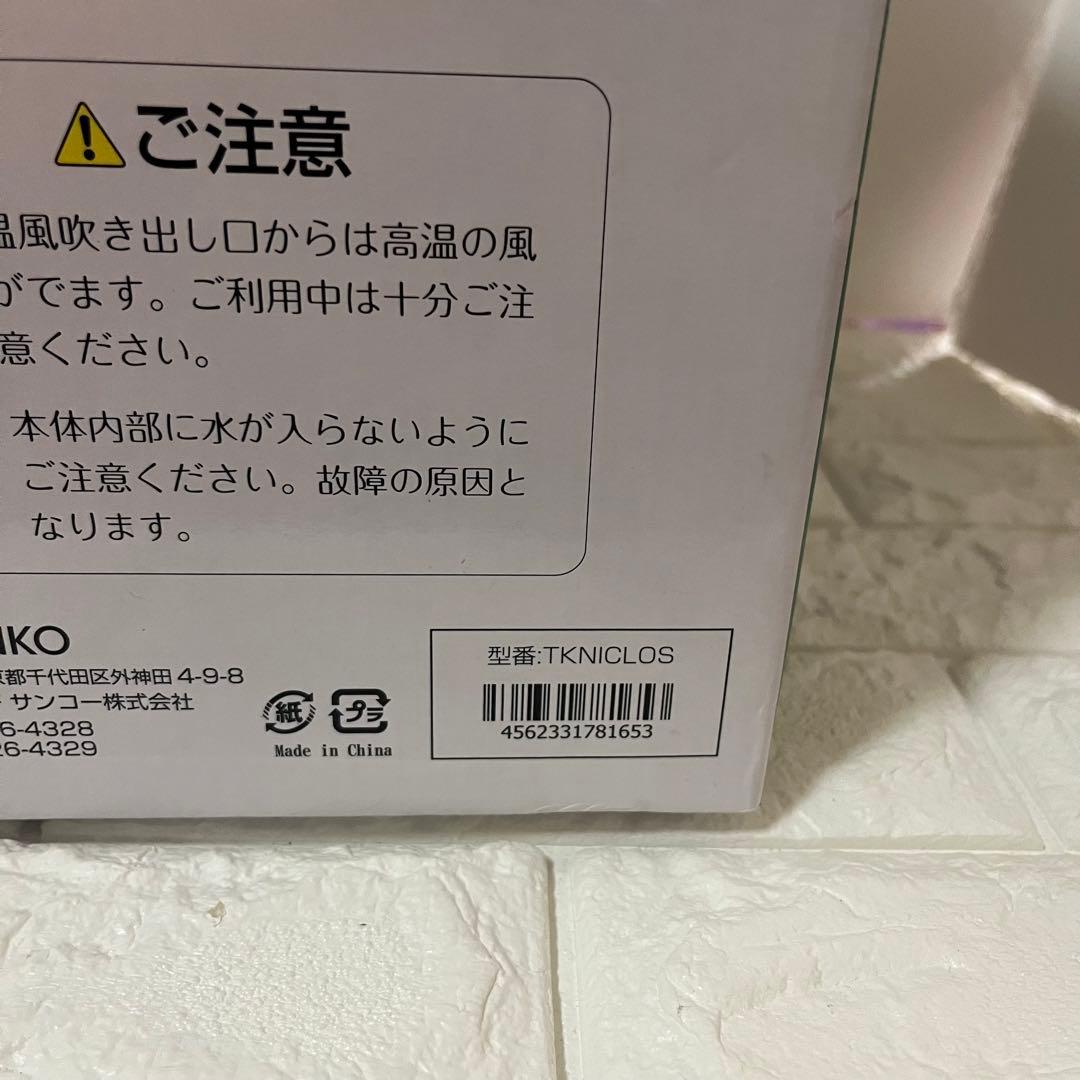 ご注意
温風吹き出し口からは高温の風
がでます。ご利用中は十分ご注
意ください。
本体内部に水が入らないように
ご注意ください。故障の原因と
なります。
NKO
京都千代田区外神田4-9-8
サンコー株式会社
6-4328
26-4329
紙
プラ
Made in China
型番:TKNICLOS
4562331781653